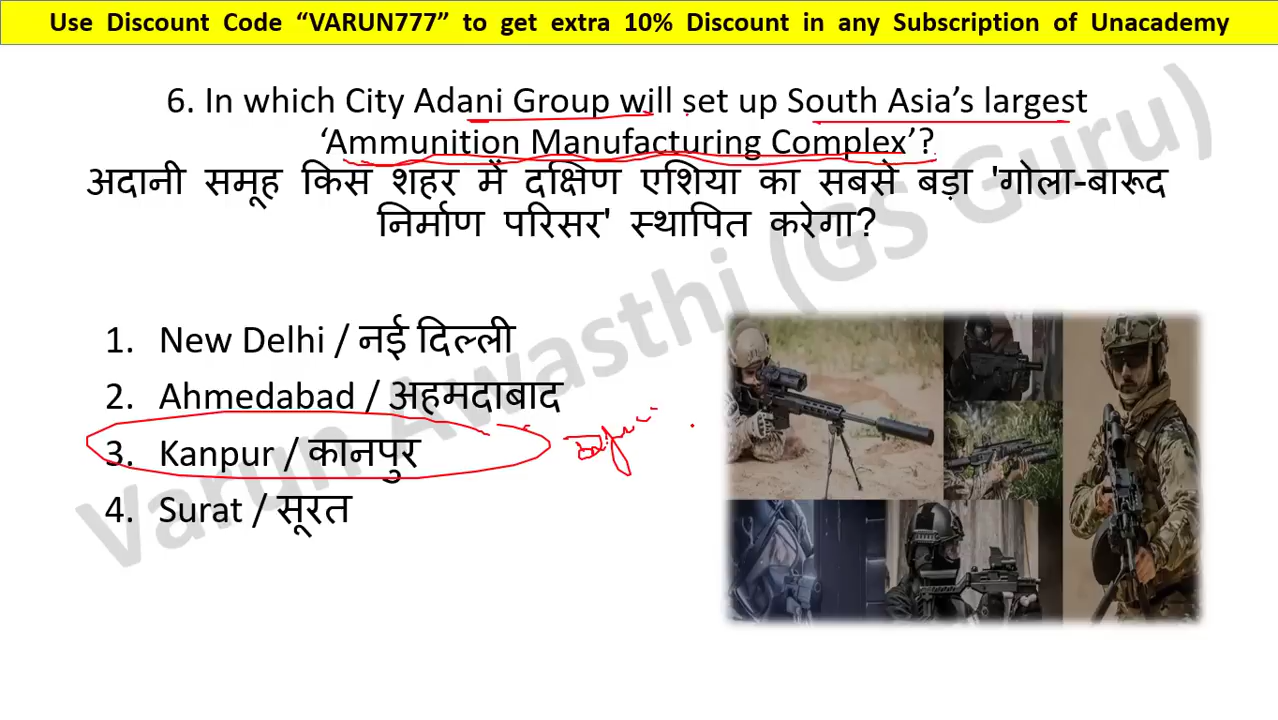 Use Discount Code “VARUN777” to get extra 10% Discount in any Subscription of Unacademy
6. In which City Adani Group will set up South Asia’s largest
‘Ammunition Manufacturing Complex’?
अदानी समूह किस शहर में दक्षिण एशिया का सबसे बड़ा 'गोला-बारूद
निर्माण परिसर' स्थापित करेगा?
1. New Delhi / नई दिल्ली
2. Ahmedabad / अहमदाबाद
3. Kanpur / कानपुर
4. Surat / सूरत
Varun Awasthi (GS Guru)